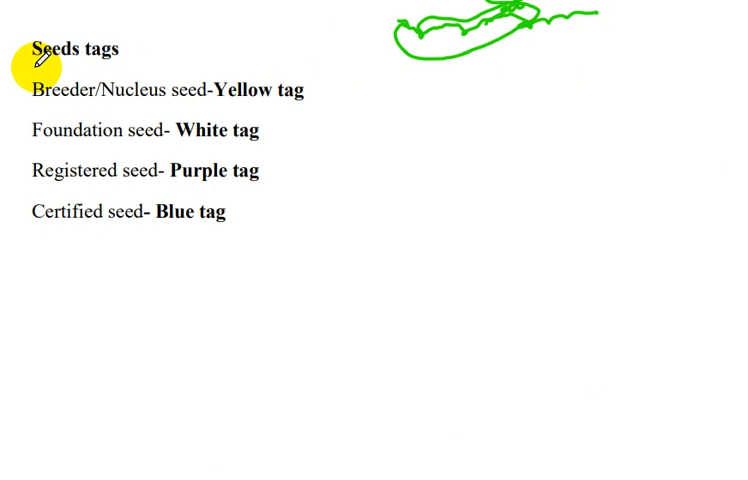 Seeds tags
Breeder/Nucleus seed-Yellow tag
Foundation seed- White tag
Registered seed- Purple tag
Certified seed- Blue tag